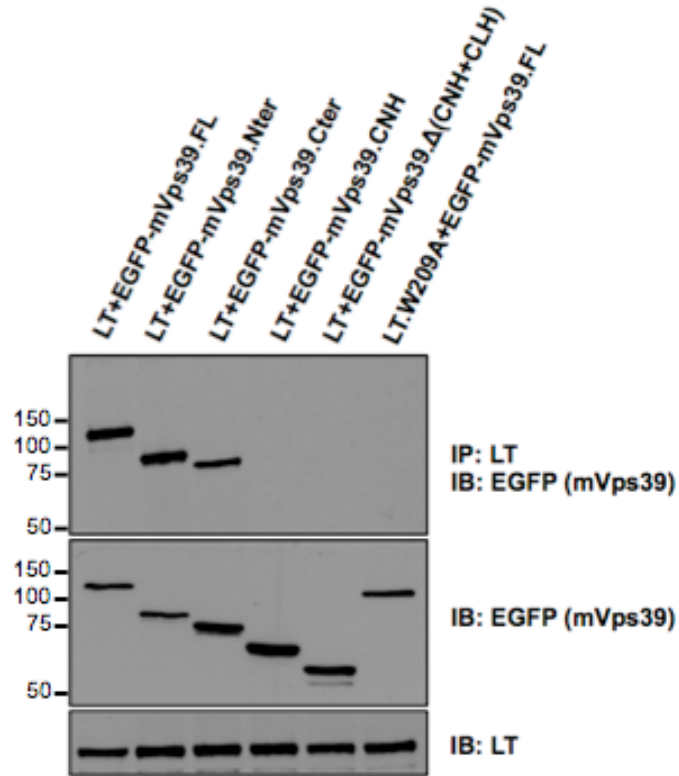 LT+EGFP-mVps39.FL
LT+EGFP-mVps39.Nter
LT+EGFP-mVps39.Cter
LT+EGFP-mVps39.CNH
LT+EGFP-mVps39.Δ(CNH+CLH)
LT.W209A+EGFP-mVps39.FL
150
100
75
50
IP: LT
IB: EGFP (mVps39)
150
100
75
50
IB: EGFP (mVps39)
IB: LT